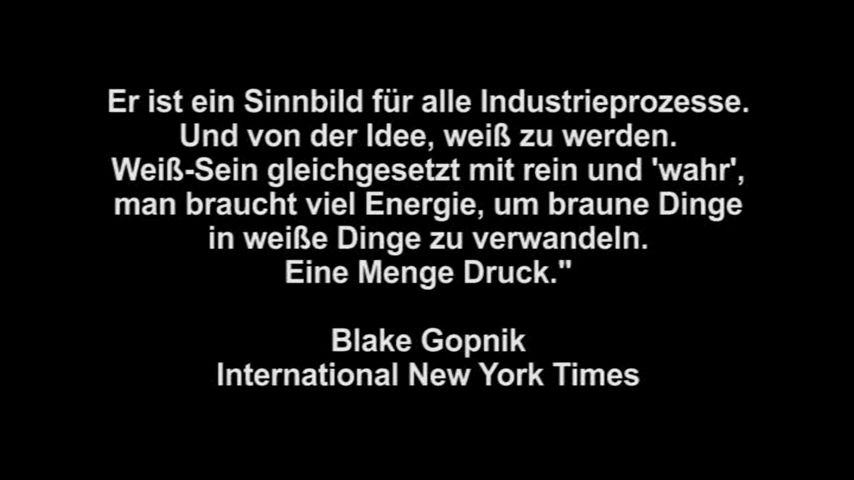 Er ist ein Sinnbild für alle Industrieprozesse.
Und von der Idee, weiß zu werden.
Weiß-Sein gleichgesetzt mit rein und 'wahr',
man braucht viel Energie, um braune Dinge
in weiße Dinge zu verwandeln.
Eine Menge Druck."
Blake Gopnik
International New York Times